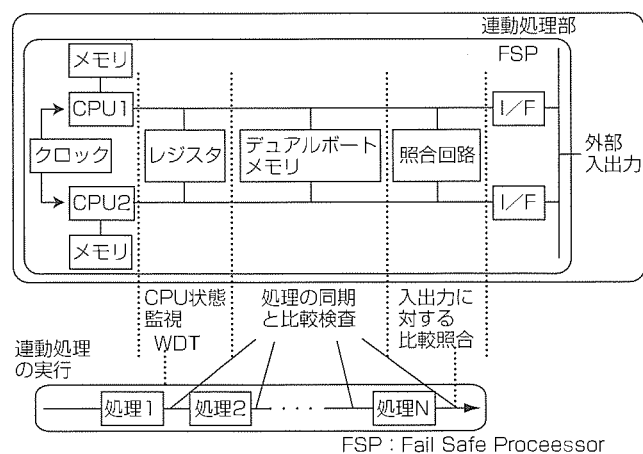 連動処理部
FSP
メモリ
CPU1
I/F
クロック
レジスタ
デュアルボート
メモリ
照合回路
外部
入出力
CPU2
I/F
メモリ
CPU状態
監視
WDT
処理の同期
と比較検査
入出力に
対する
比較照合
連動処理
の実行
処理1
処理2
・・・・
処理N
FSP：Fail Safe Proceessor